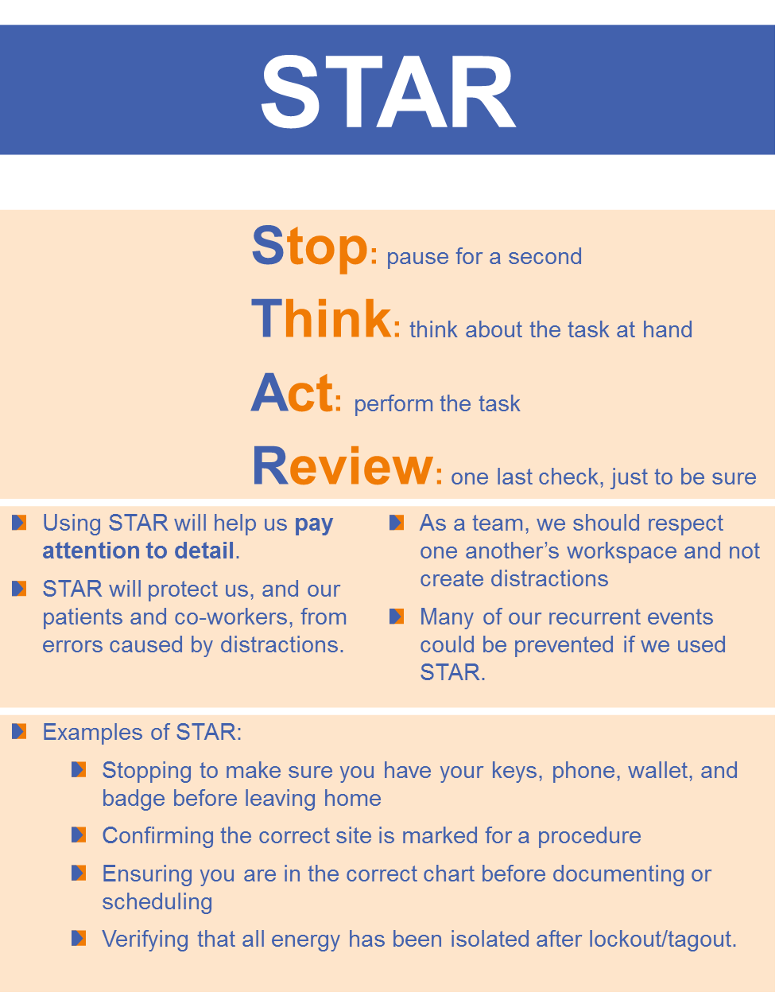 STAR
Stop: pause for a second
Think: think about the task at hand
Act: perform the task
Review: one last check, just to be sure
Using STAR will help us pay
attention to detail.
STAR will protect us, and our
patients and co-workers, from
errors caused by distractions.
As a team, we should respect
one another’s workspace and not
create distractions
Many of our recurrent events
could be prevented if we used
STAR.
Examples of STAR:
Stopping to make sure you have your keys, phone, wallet, and
badge before leaving home
Confirming the correct site is marked for a procedure
Ensuring you are in the correct chart before documenting or
scheduling
Verifying that all energy has been isolated after lockout/tagout.